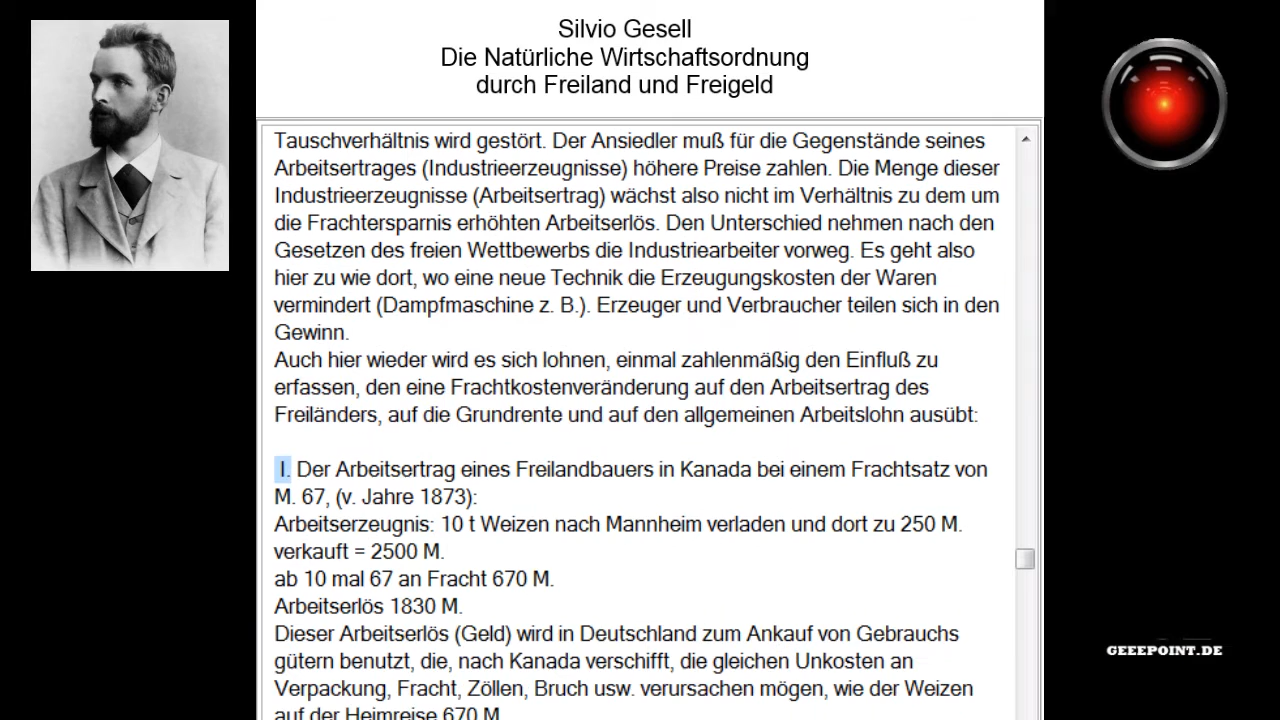 Silvio Gesell
Die Natürliche Wirtschaftsordnung
durch Freiland und Freigeld
Tauschverhältnis wird gestört. Der Ansiedler muß für die Gegenstände seines
Arbeitsertrages (Industrieerzeugnisse) höhere Preise zahlen. Die Menge dieser
Industrieerzeugnisse (Arbeitsertrag) wächst also nicht im Verhältnis zu dem um
die Frachtersparnis erhöhten Arbeitserlös. Den Unterschied nehmen nach den
Gesetzen des freien Wettbewerbs die Industriearbeiter vorweg. Es geht also
hier zu wie dort, wo eine neue Technik die Erzeugungskosten der Waren
vermindert (Dampfmaschine z. B.). Erzeuger und Verbraucher teilen sich in den
Gewinn.
Auch hier wieder wird es sich lohnen, einmal zahlenmäßig den Einfluß zu
erfassen, den eine Frachtkostenveränderung auf den Arbeitsertrag des
Freiländers, auf die Grundrente und auf den allgemeinen Arbeitslohn ausübt:
I. Der Arbeitsertrag eines Freilandbauers in Kanada bei einem Frachtsatz von
M. 67, (v. Jahre 1873):
Arbeitserzeugnis: 10 t Weizen nach Mannheim verladen und dort zu 250 M.
verkauft = 2500 M.
ab 10 mal 67 an Fracht 670 M.
Arbeitserlös 1830 M.
Dieser Arbeitserlös (Geld) wird in Deutschland zum Ankauf von Gebrauchs
gütern benutzt, die, nach Kanada verschifft, die gleichen Unkosten an
Verpackung, Fracht, Zöllen, Bruch usw. verursachen mögen, wie der Weizen
auf der Heimreise 670 M.
GEEEPOINT.DE